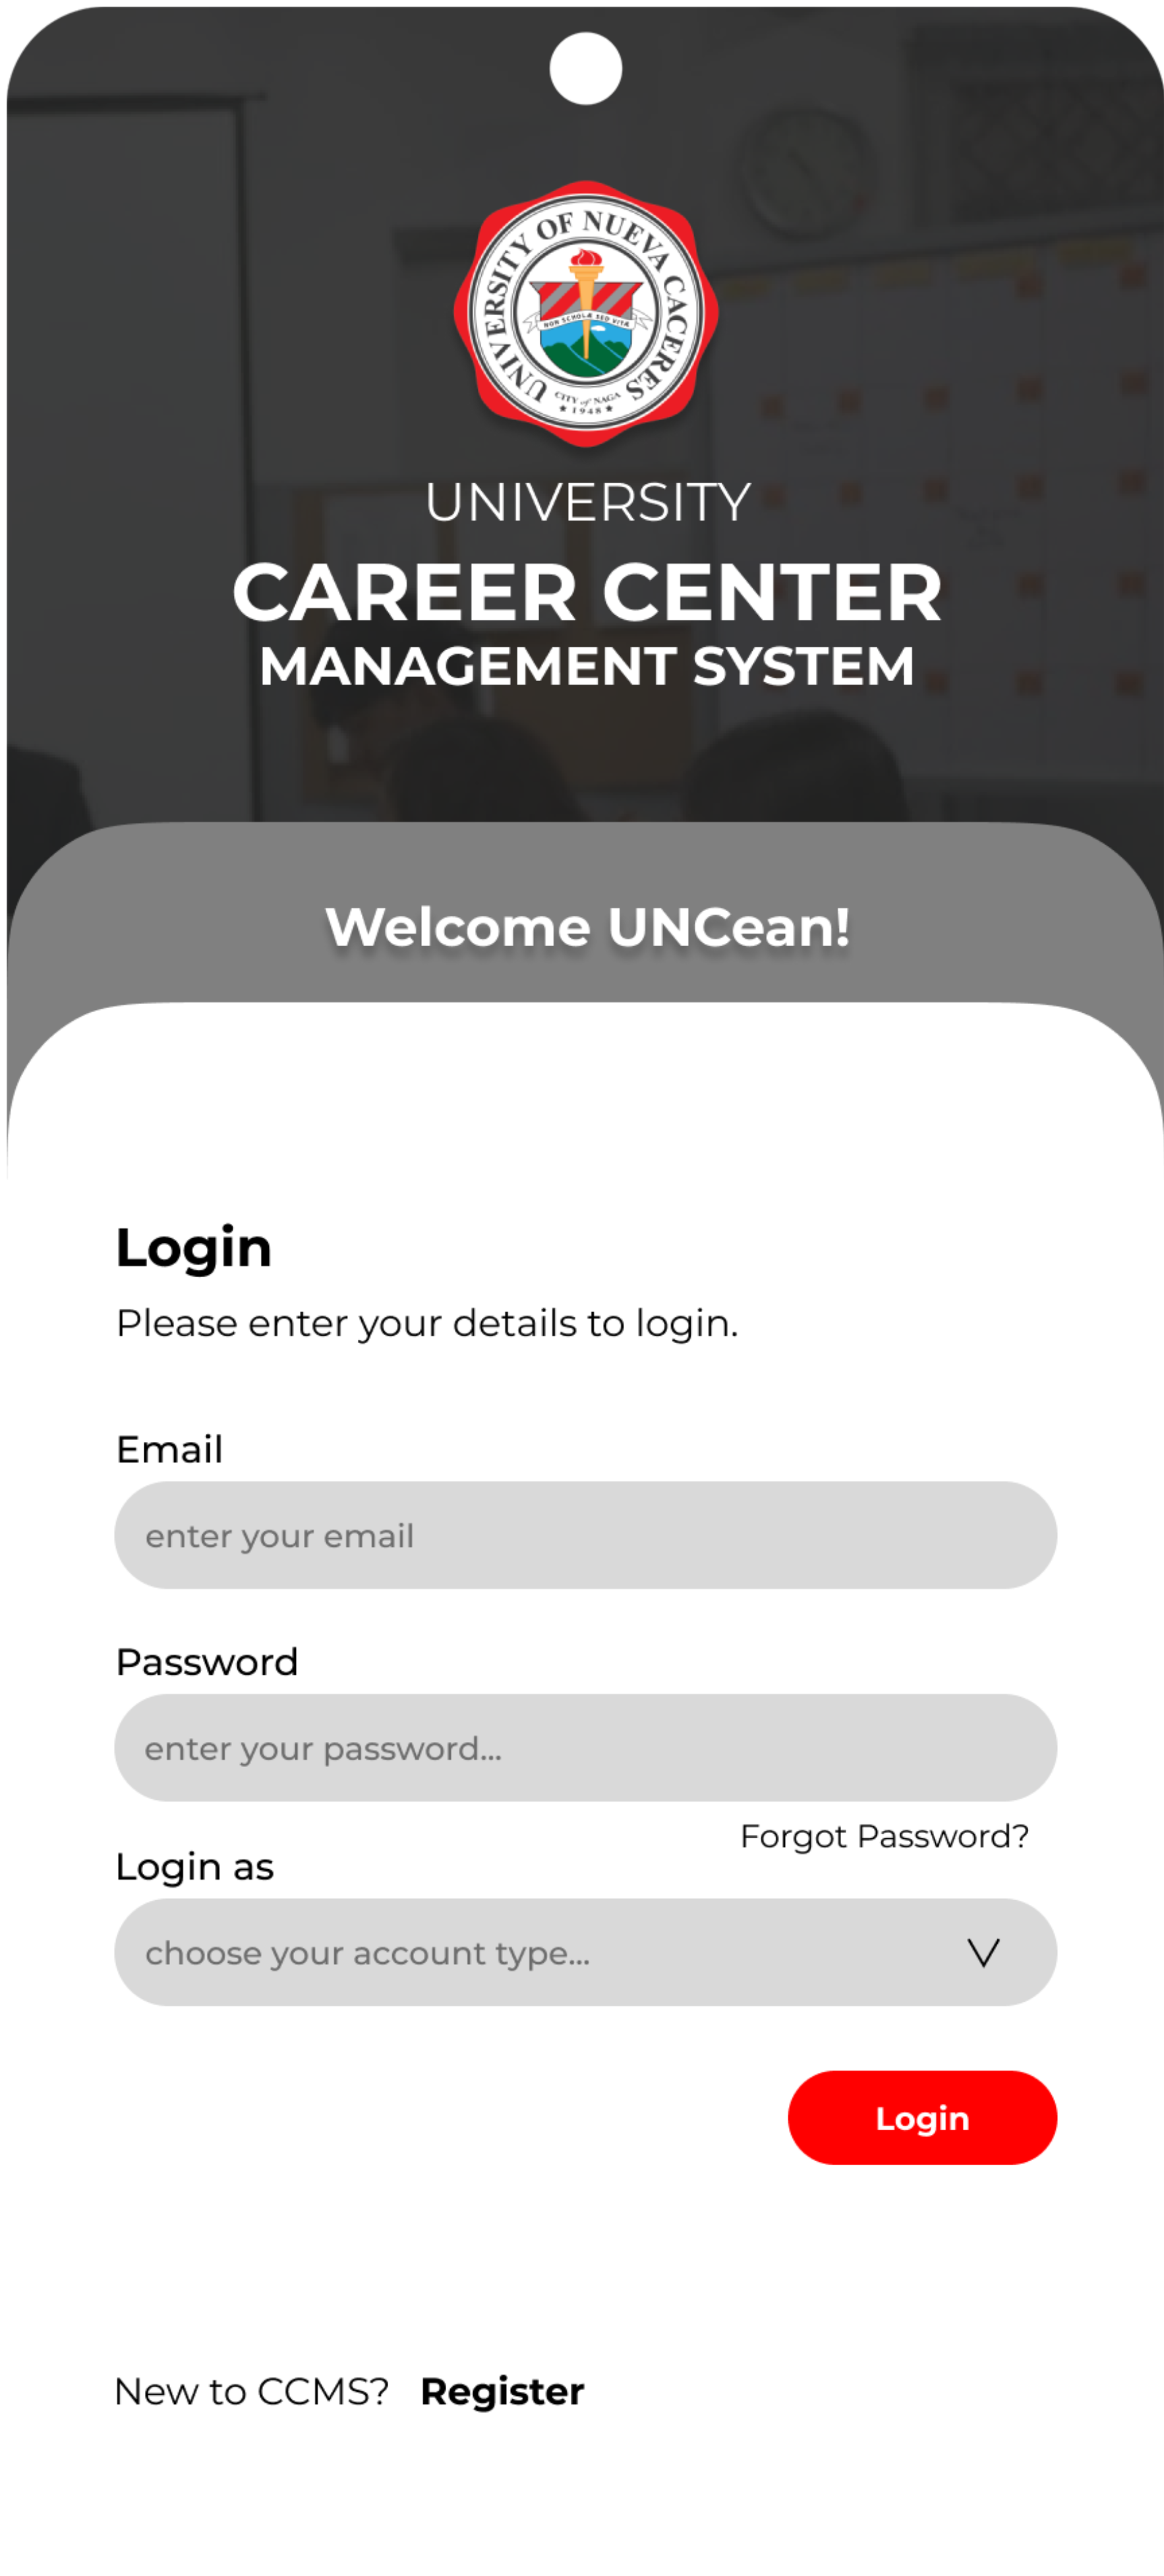 UNIVERSITY OF NUEVA CACERES
NON SCHOLÆ SED VITÆ
CITY of NAGA
★ 1948 ★
UNIVERSITY
CAREER CENTER
MANAGEMENT SYSTEM
Welcome UNCean!
Login
Please enter your details to login.
Email
enter your email
Password
enter your password...
Forgot Password?
Login as
choose your account type...
Login
New to CCMS? Register